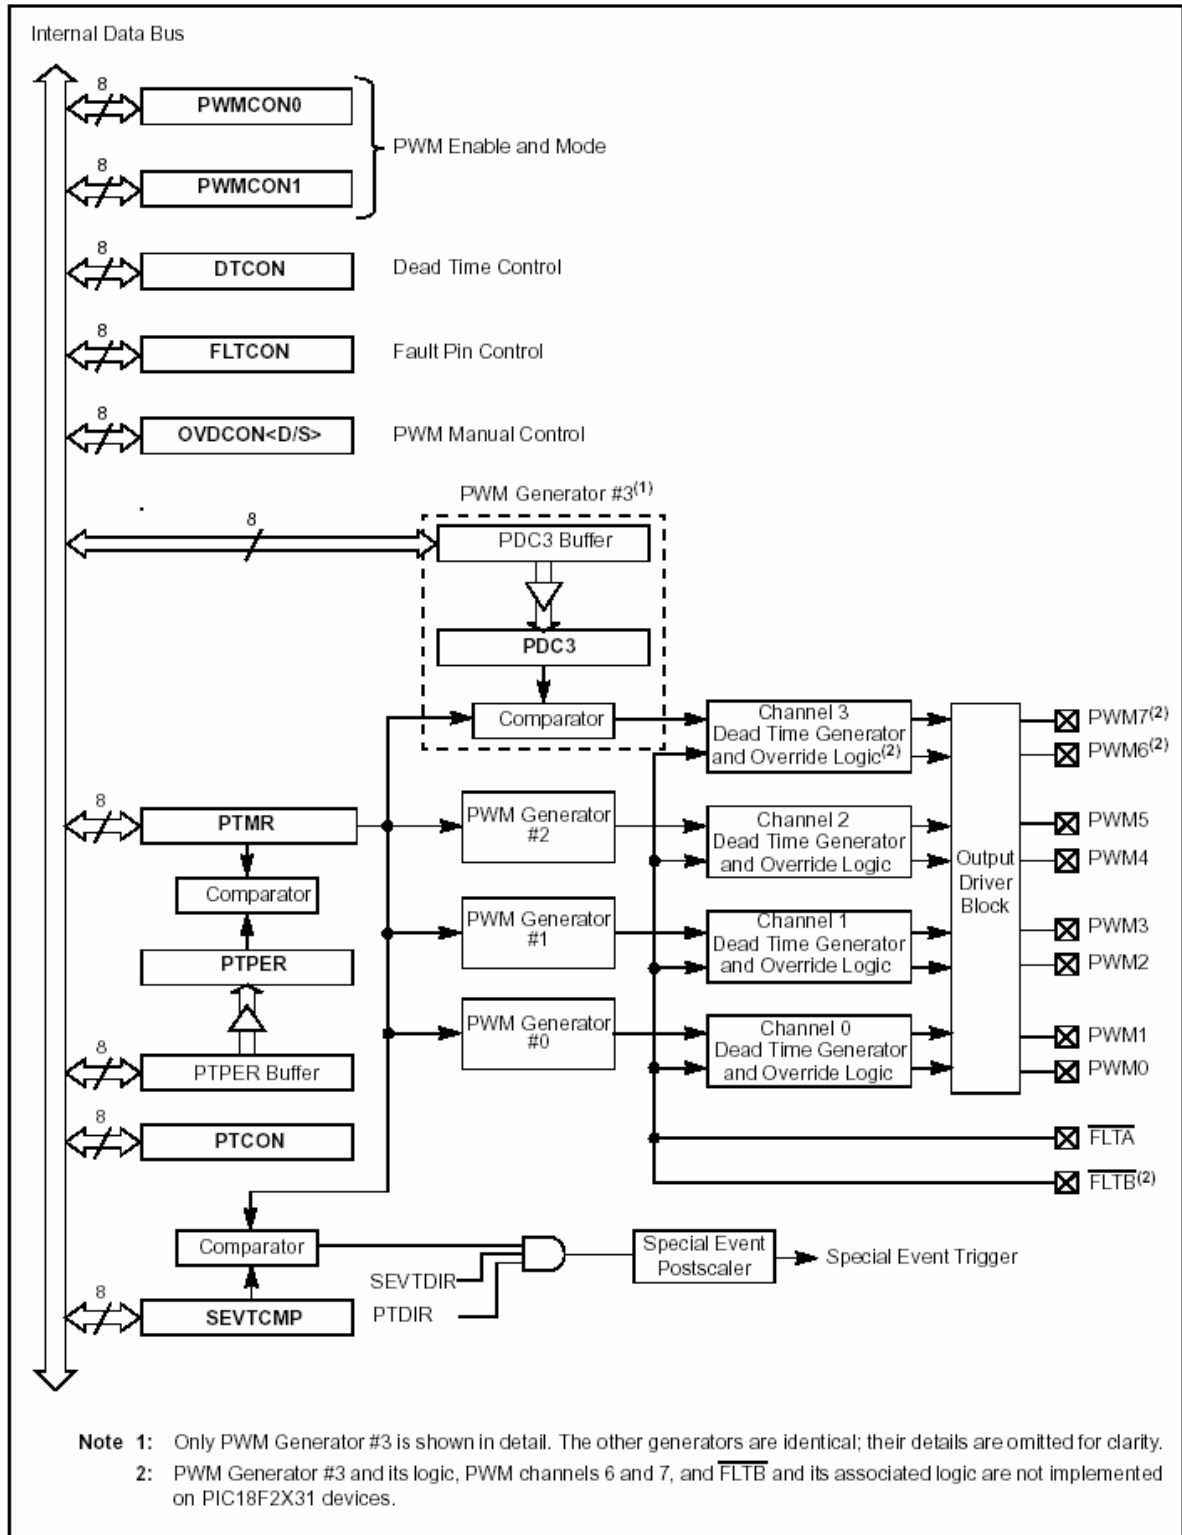 Internal Data Bus
8
PWMCON0
PWM Enable and Mode
8
PWMCON1
8
DTCON
Dead Time Control
8
FLTCON
Fault Pin Control
8
OVDCON<D/S>
PWM Manual Control
PWM Generator #3(1)
8
PDC3 Buffer
PDC3
Comparator
Channel 3
Dead Time Generator
and Override Logic(2)
PWM7(2)
PWM6(2)
8
PTMR
PWM Generator
#2
Channel 2
Dead Time Generator
and Override Logic
PWM5
PWM4
Output
Driver
Block
Comparator
PTPER
PWM Generator
#1
Channel 1
Dead Time Generator
and Override Logic
PWM3
PWM2
8
PTPER Buffer
PWM Generator
#0
Channel 0
Dead Time Generator
and Override Logic
PWM1
PWM0
8
PTCON
FLTA
FLTB(2)
Comparator
SEVTDIR
PTDIR
Special Event
Postscaler
Special Event Trigger
8
SEVTCMP
Note 1: Only PWM Generator #3 is shown in detail. The other generators are identical; their details are omitted for clarity.
2: PWM Generator #3 and its logic, PWM channels 6 and 7, and FLTB and its associated logic are not implemented
on PIC18F2X31 devices.